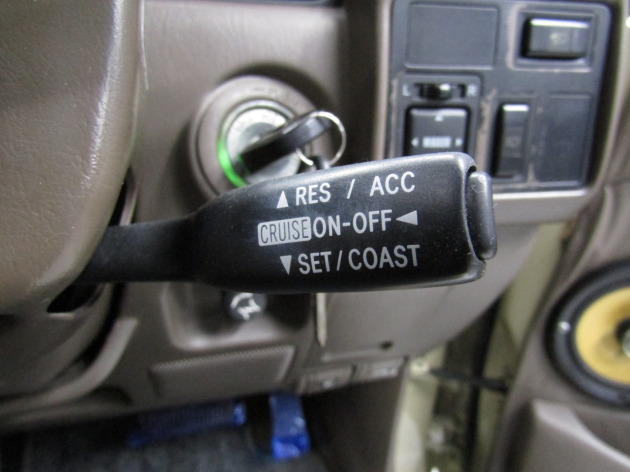 L R
▲RES / ACC
CRUISE ON-OFF◄
▼SET/COAST